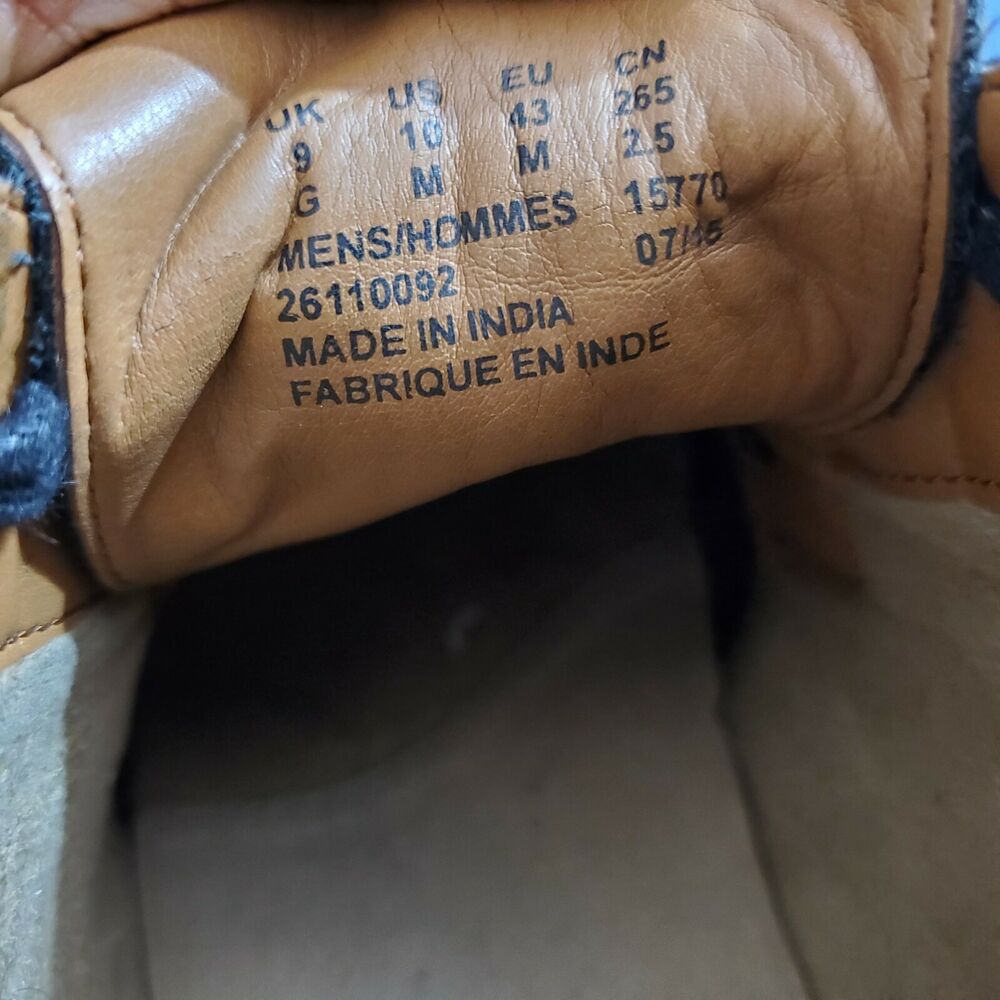 UK US EU CN
9 10 43 265
G M M 2.5
MENS/HOMMES 15770
26110092 07/15
MADE IN INDIA
FABRIQUE EN INDE